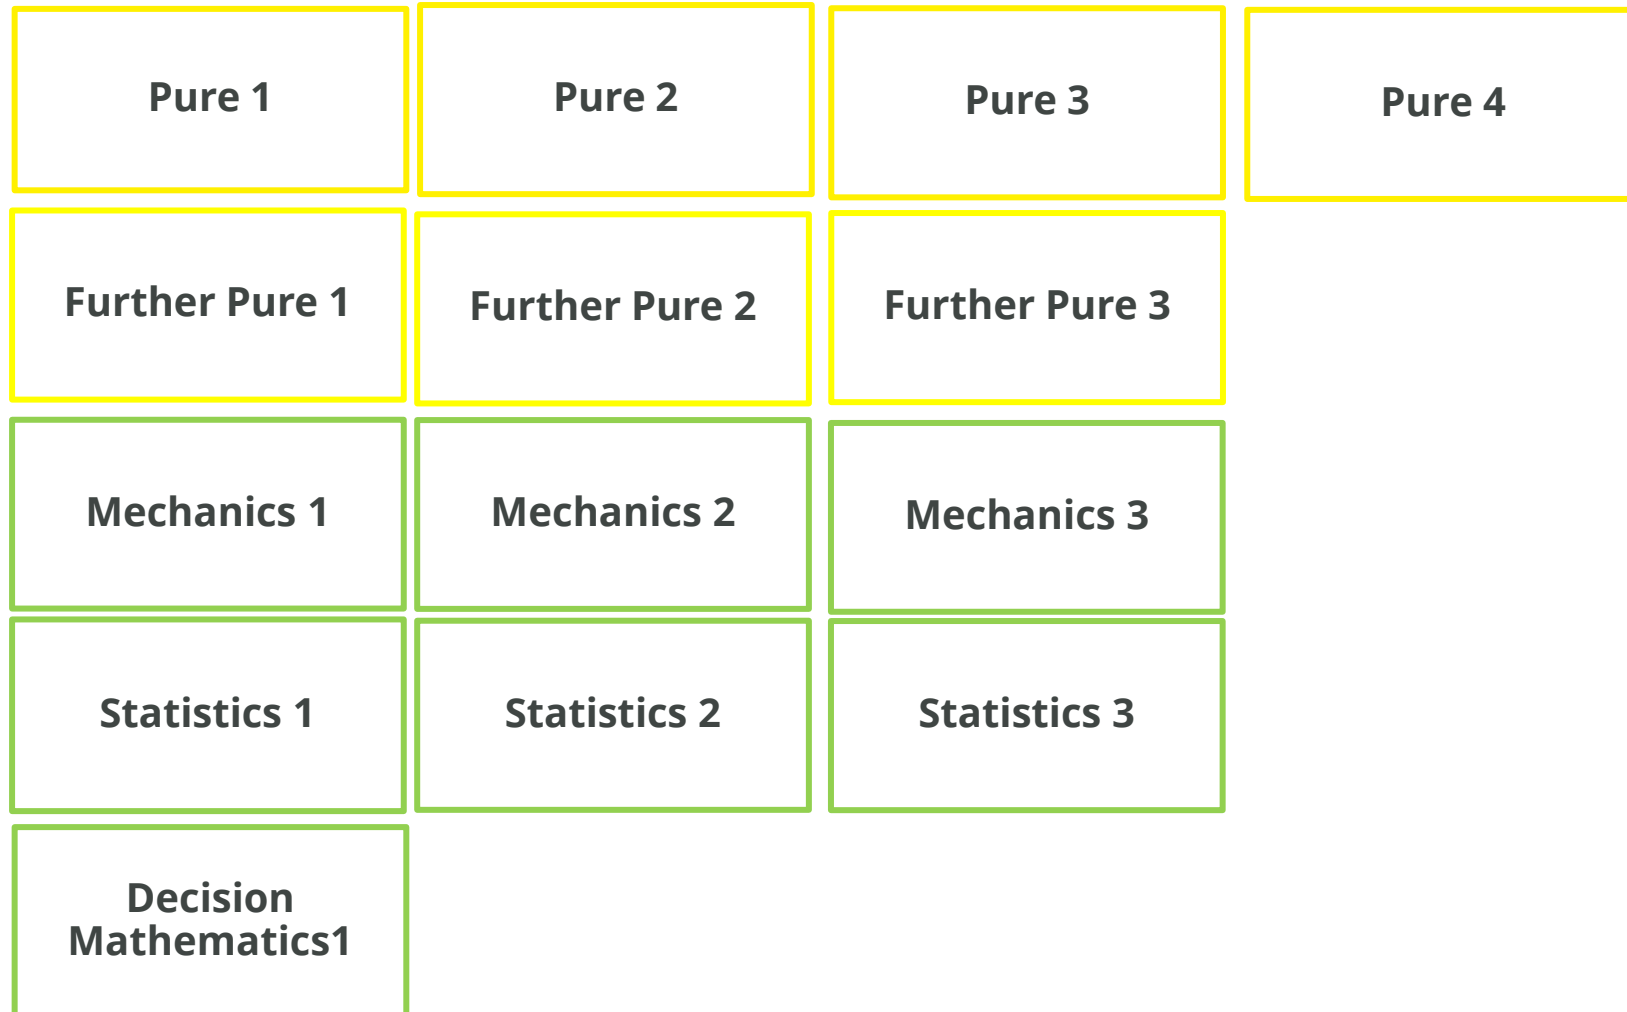 Pure 1
Pure 2
Pure 3
Pure 4
Further Pure 1
Further Pure 2
Further Pure 3
Mechanics 1
Mechanics 2
Mechanics 3
Statistics 1
Statistics 2
Statistics 3
Decision
Mathematics1